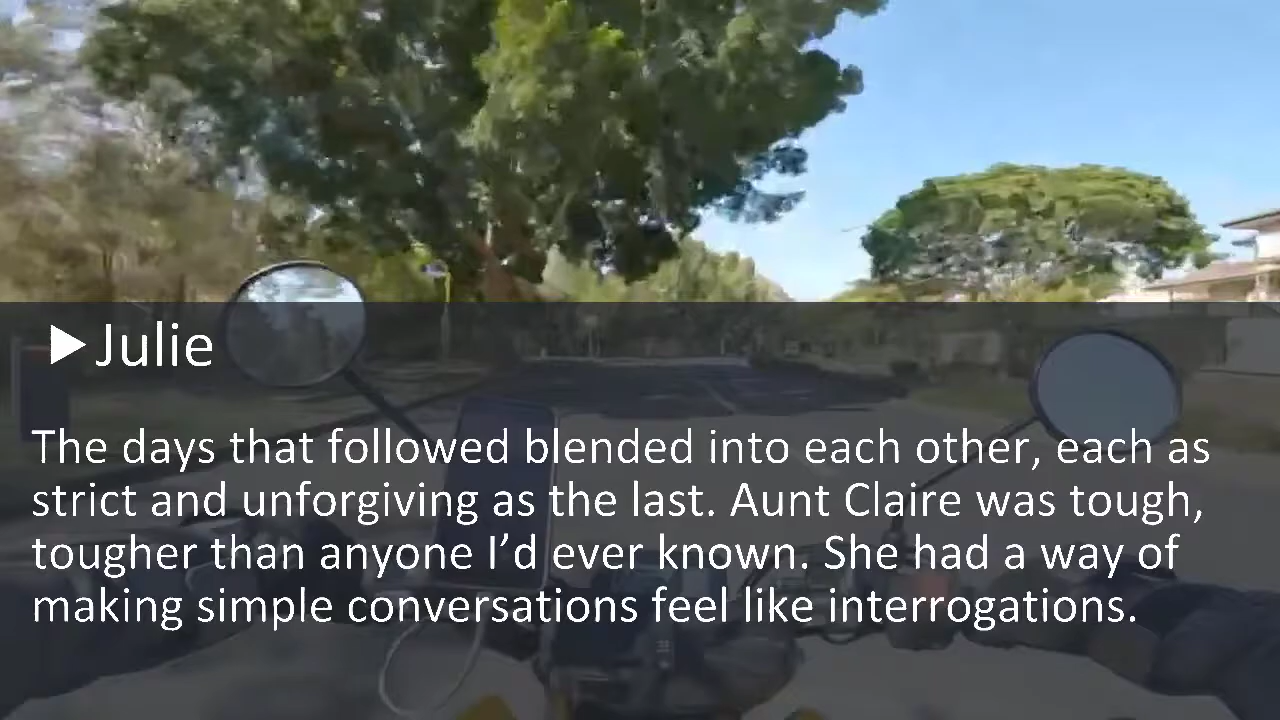 ▶Julie
The days that followed blended into each other, each as
strict and unforgiving as the last. Aunt Claire was tough,
tougher than anyone I’d ever known. She had a way of
making simple conversations feel like interrogations.